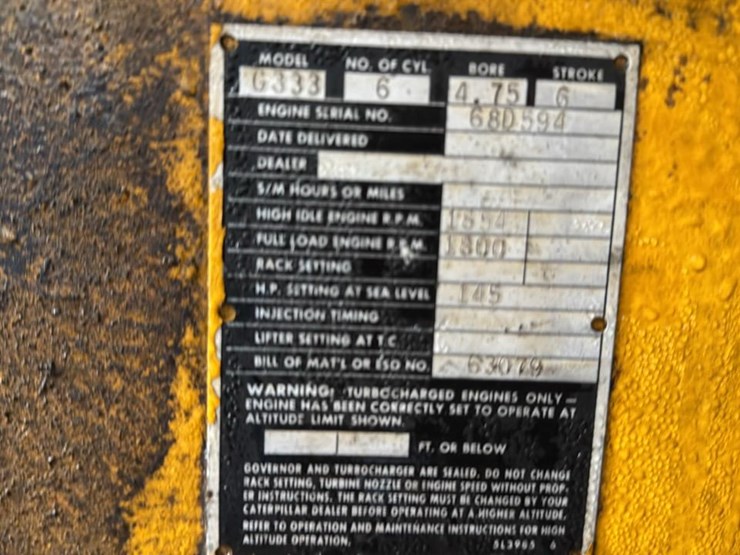 MODEL NO. OF CYL. BORE STROKE
G333 6 4.75 6
ENGINE SERIAL NO. 68D594
DATE DELIVERED
DEALER
S/M HOURS OR MILES
HIGH IDLE ENGINE R.P.M.
FULL LOAD ENGINE R.P.M. 1800
RACK SETTING
H.P. SETTING AT SEA LEVEL 145
INJECTION TIMING
LIFTER SETTING AT T.C.
BILL OF MAT'L OR ESO NO. 63079
WARNING: TURBOCHARGED ENGINES ONLY —
ENGINE HAS BEEN CORRECTLY SET TO OPERATE AT
ALTITUDE LIMIT SHOWN.
FT. OR BELOW
GOVERNOR AND TURBOCHARGER ARE SEALED. DO NOT CHANGE
RACK SETTING, TURBINE NOZZLE OR ENGINE SPEED WITHOUT PROP-
ER INSTRUCTIONS. THE RACK SETTING MUST BE CHANGED BY YOUR
CATERPILLAR DEALER BEFORE OPERATING AT A HIGHER ALTITUDE.
REFER TO OPERATION AND MAINTENANCE INSTRUCTIONS FOR HIGH
ALTITUDE OPERATION. 5L3965 6